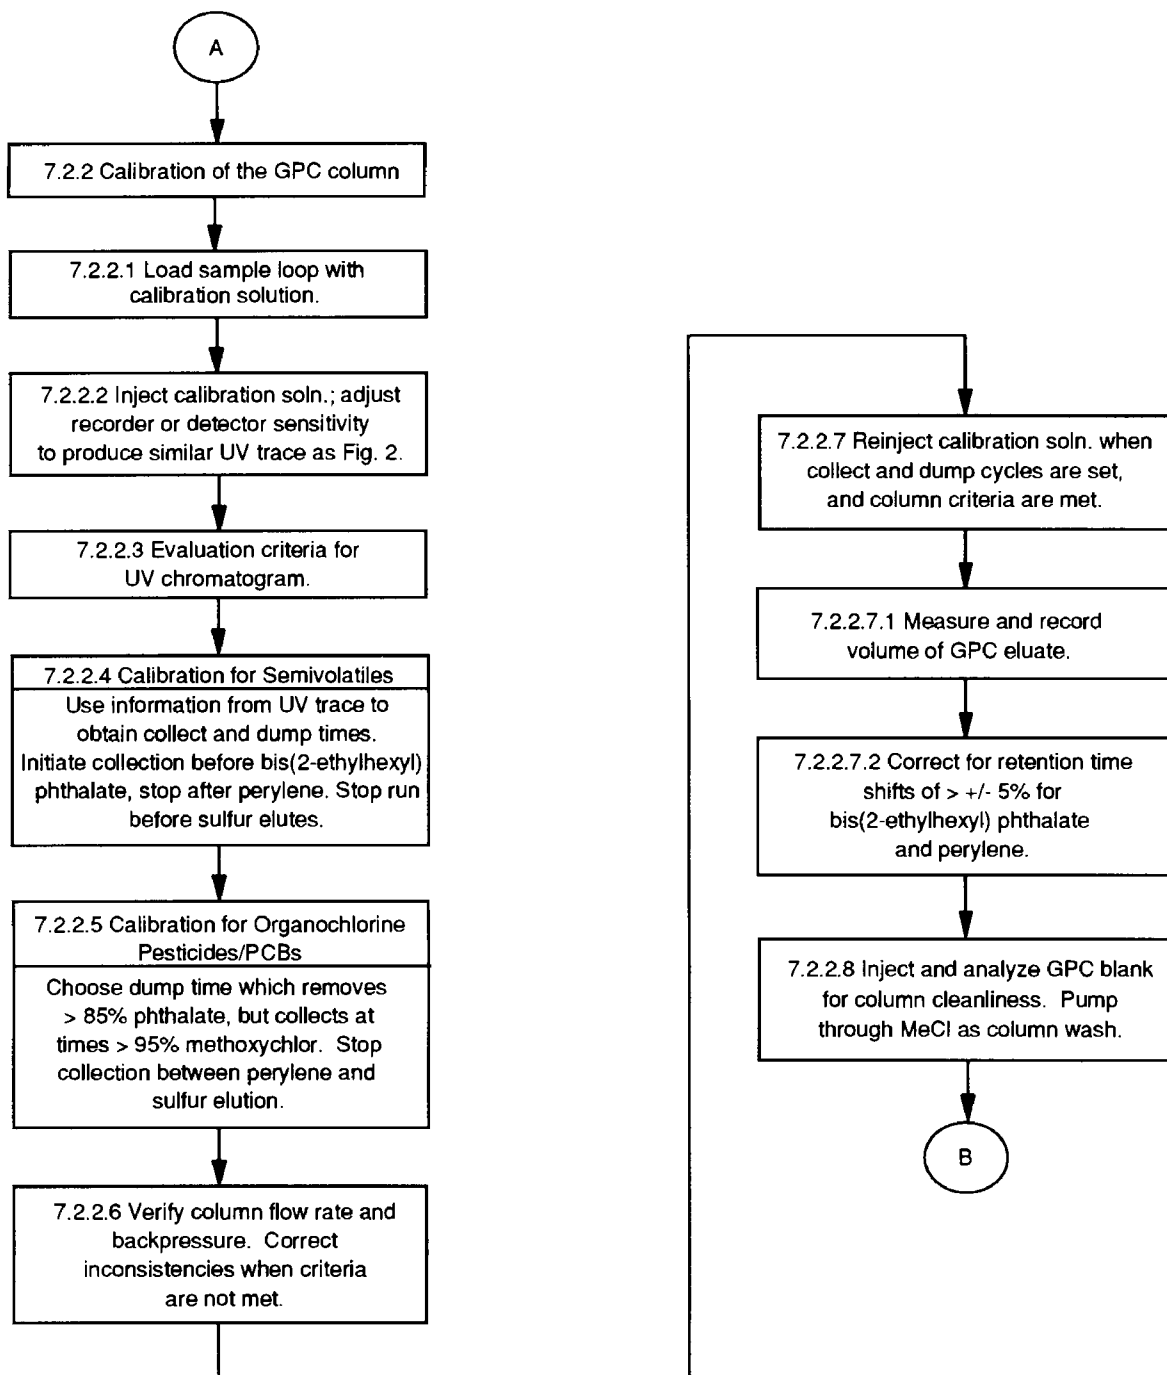 A
7.2.2 Calibration of the GPC column
7.2.2.1 Load sample loop with
calibration solution.
7.2.2.2 Inject calibration soln.; adjust
recorder or detector sensitivity
to produce similar UV trace as Fig. 2.
7.2.2.3 Evaluation criteria for
UV chromatogram.
7.2.2.4 Calibration for Semivolatiles
Use information from UV trace to
obtain collect and dump times.
Initiate collection before bis(2-ethylhexyl)
phthalate, stop after perylene. Stop run
before sulfur elutes.
7.2.2.5 Calibration for Organochlorine
Pesticides/PCBs
Choose dump time which removes
> 85% phthalate, but collects at
times > 95% methoxychlor. Stop
collection between perylene and
sulfur elution.
7.2.2.6 Verify column flow rate and
backpressure. Correct
inconsistencies when criteria
are not met.
7.2.2.7 Reinject calibration soln. when
collect and dump cycles are set,
and column criteria are met.
7.2.2.7.1 Measure and record
volume of GPC eluate.
7.2.2.7.2 Correct for retention time
shifts of > +/- 5% for
bis(2-ethylhexyl) phthalate
and perylene.
7.2.2.8 Inject and analyze GPC blank
for column cleanliness. Pump
through MeCl as column wash.
B